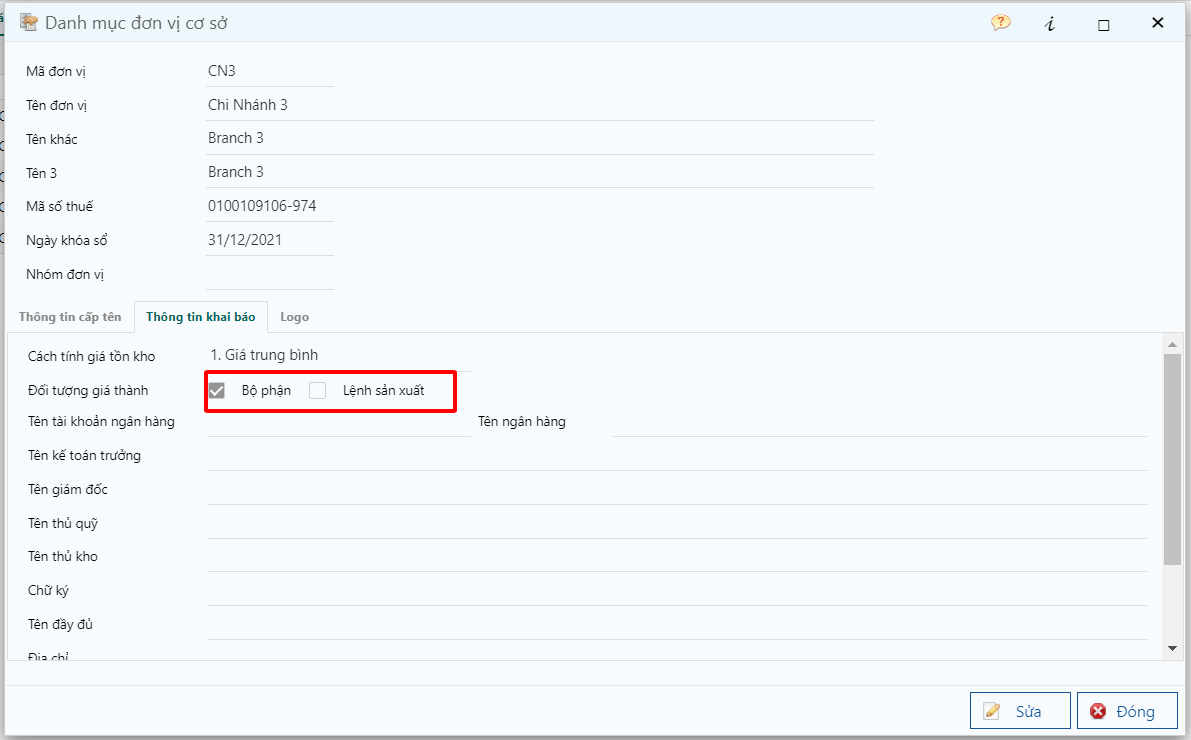 Danh mục đơn vị cơ sở
Mã đơn vị CN3
Tên đơn vị Chi Nhánh 3
Tên khác Branch 3
Tên 3 Branch 3
Mã số thuế 0100109106-974
Ngày khóa sổ 31/12/2021
Nhóm đơn vị
Thông tin cấp tên Thông tin khai báo Logo
Cách tính giá tồn kho 1. Giá trung bình
Đối tượng giá thành Bộ phận Lệnh sản xuất
Tên tài khoản ngân hàng Tên ngân hàng
Tên kế toán trưởng
Tên giám đốc
Tên thủ quỹ
Tên thủ kho
Chữ ký
Tên đầy đủ
Địa chỉ
Sửa Đóng